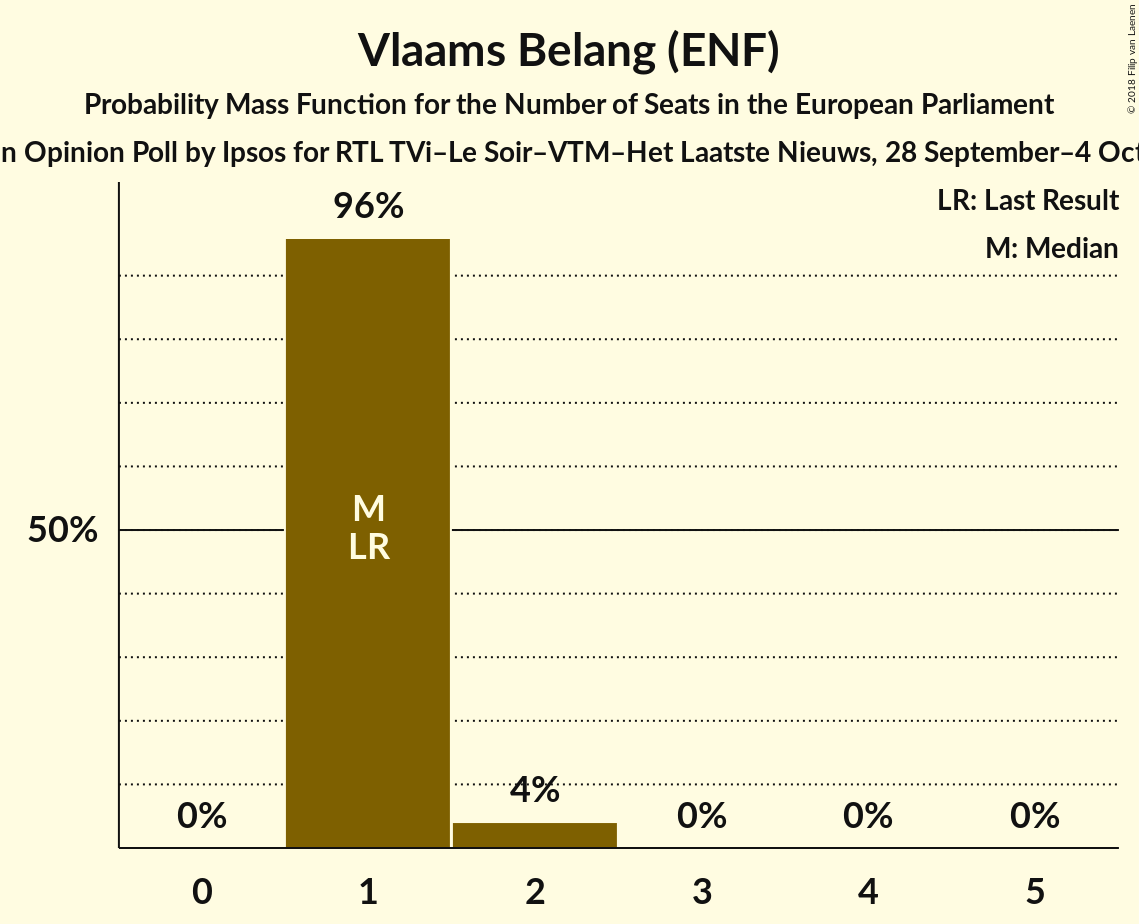 Vlaams Belang (ENF)
Probability Mass Function for the Number of Seats in the European Parliament
n Opinion Poll by Ipsos for RTL TVi–Le Soir–VTM–Het Laatste Nieuws, 28 September–4 Oct
© 2018 Filip van Laenen
LR: Last Result
M: Median
96%
M
LR
50%
0%
4%
0%
0%
0%
0
1
2
3
4
5